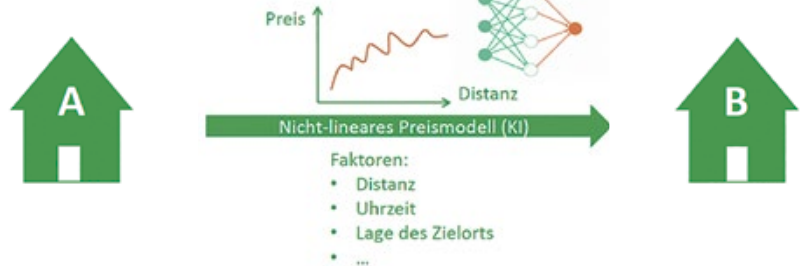 Preis
Distanz
A
Nicht-lineares Preismodell (KI)
B
Faktoren:
• Distanz
• Uhrzeit
• Lage des Zielorts
• ...